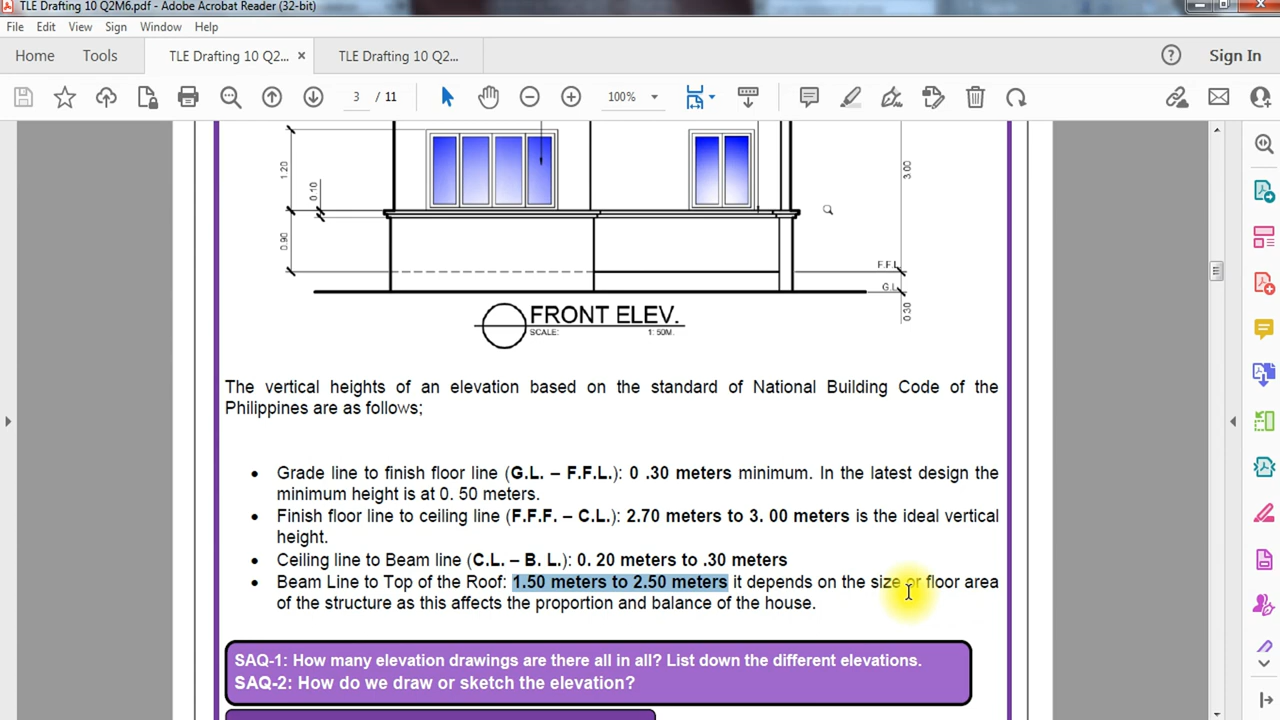 TLE Drafting 10 Q2M6.pdf - Adobe Acrobat Reader (32-bit)
File Edit View Sign Window Help
Home Tools TLE Drafting 10 Q2... × TLE Drafting 10 Q2... Sign In
3 / 11 100%
1.20
0.10
0.90
3.00
F.F.L
G.L
0.30
FRONT ELEV.
SCALE: 1: 50M.
The vertical heights of an elevation based on the standard of National Building Code of the
Philippines are as follows;
• Grade line to finish floor line (G.L. – F.F.L.): 0 .30 meters minimum. In the latest design the
minimum height is at 0. 50 meters.
• Finish floor line to ceiling line (F.F.F. – C.L.): 2.70 meters to 3. 00 meters is the ideal vertical
height.
• Ceiling line to Beam line (C.L. – B. L.): 0. 20 meters to .30 meters
• Beam Line to Top of the Roof: 1.50 meters to 2.50 meters it depends on the size or floor area
of the structure as this affects the proportion and balance of the house.
SAQ-1: How many elevation drawings are there all in all? List down the different elevations.
SAQ-2: How do we draw or sketch the elevation?